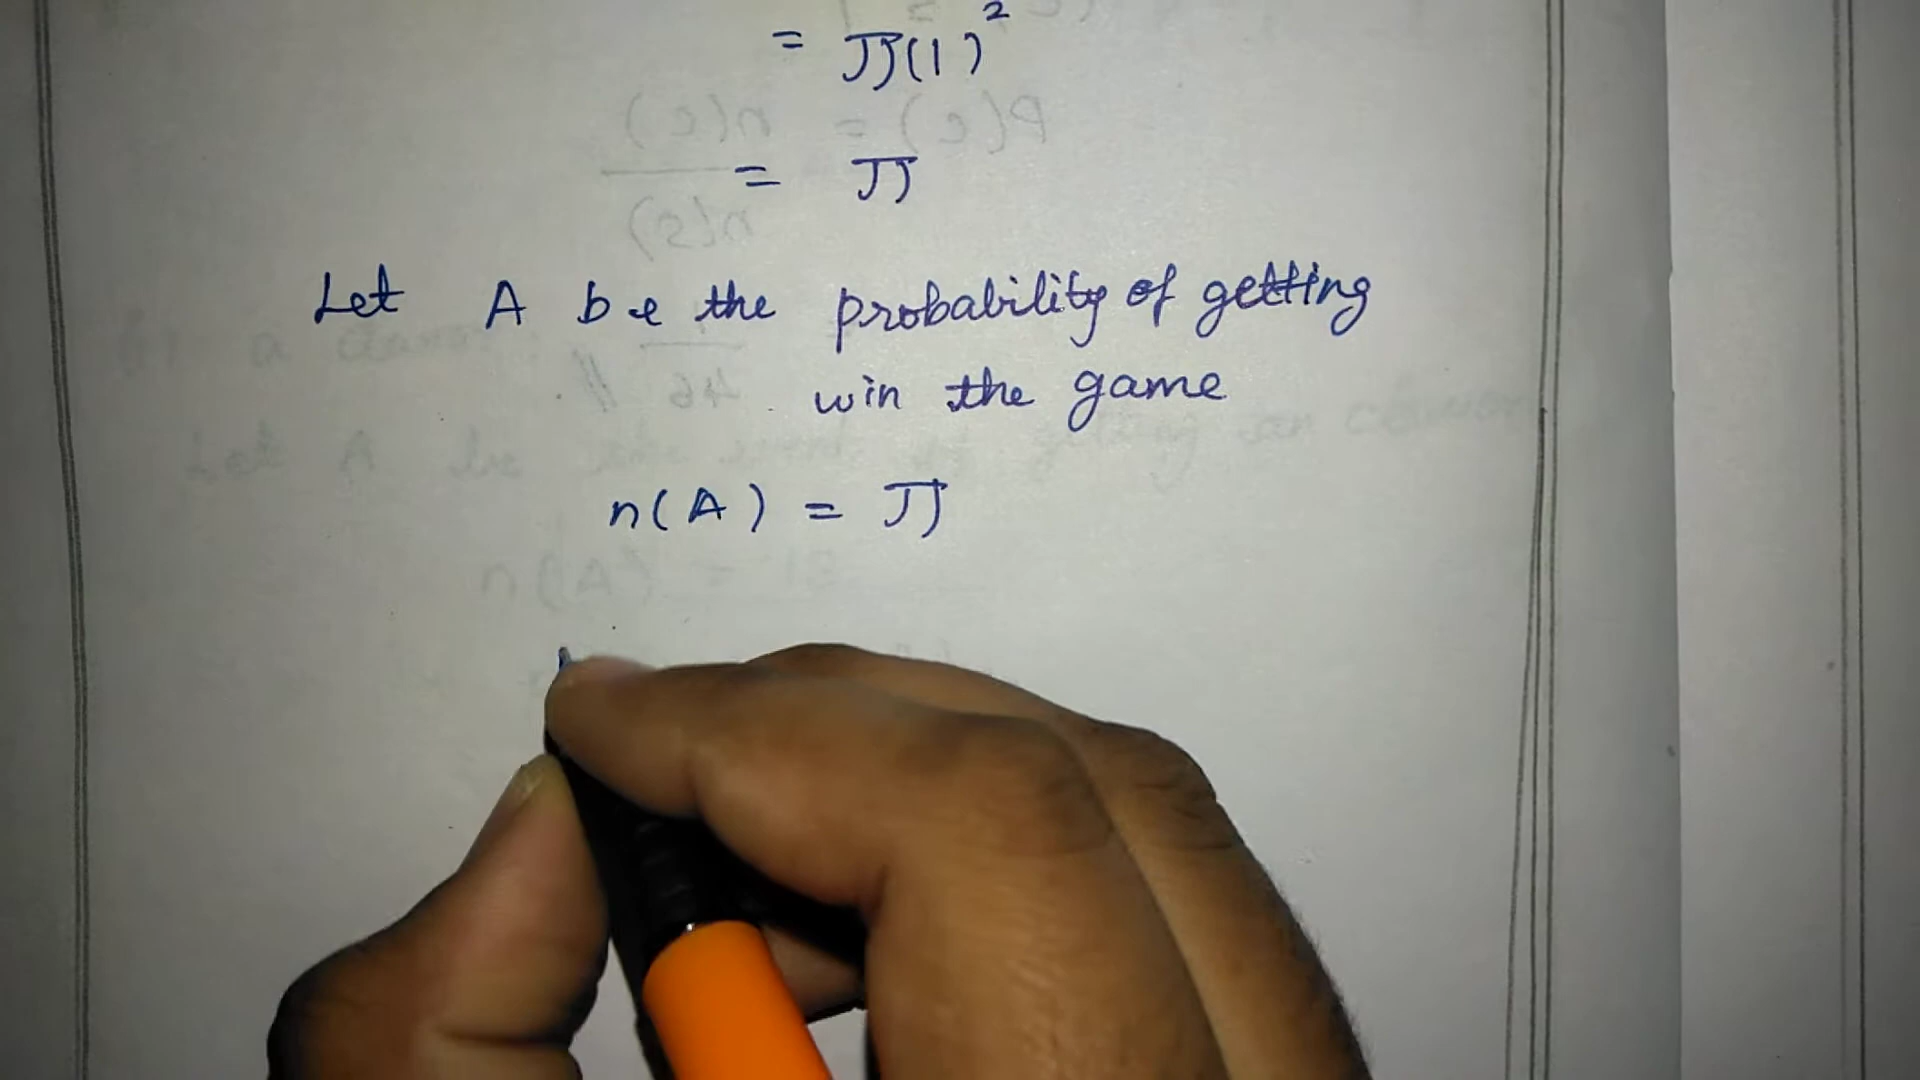 = π(1)²
= π
Let A be the probability of getting
win the game
n(A) = π